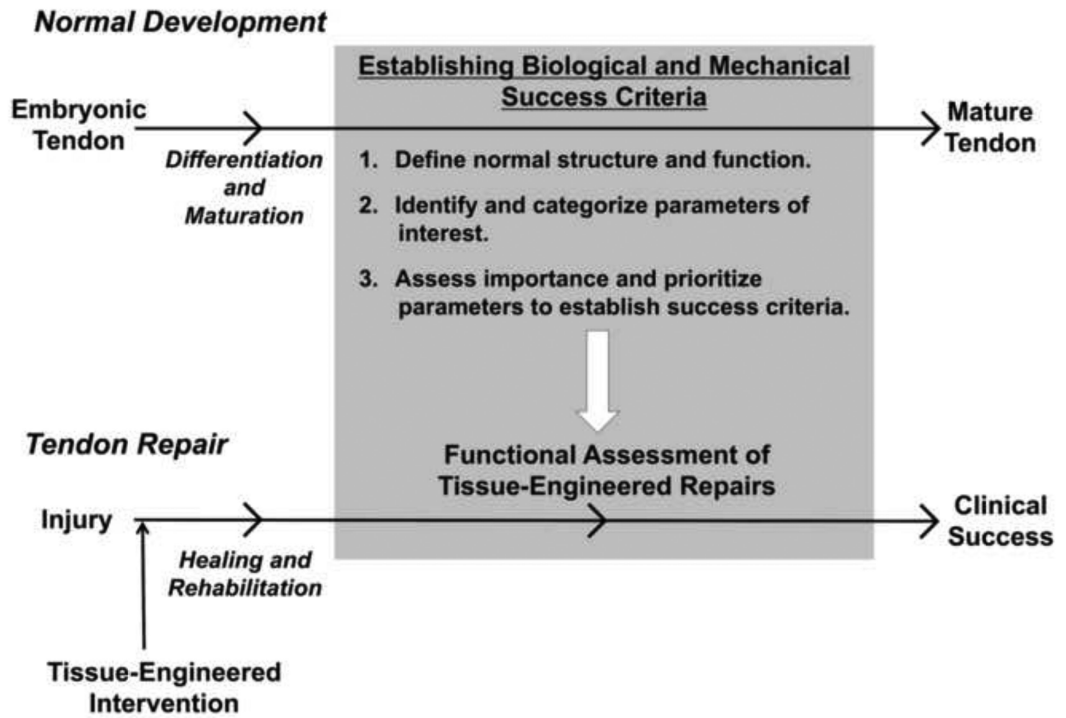 Normal Development
Establishing Biological and Mechanical
Success Criteria
Embryonic
Tendon
Mature
Tendon
Differentiation
and
Maturation
1. Define normal structure and function.
2. Identify and categorize parameters of
interest.
3. Assess importance and prioritize
parameters to establish success criteria.
Tendon Repair
Functional Assessment of
Tissue-Engineered Repairs
Injury
Clinical
Success
Healing and
Rehabilitation
Tissue-Engineered
Intervention